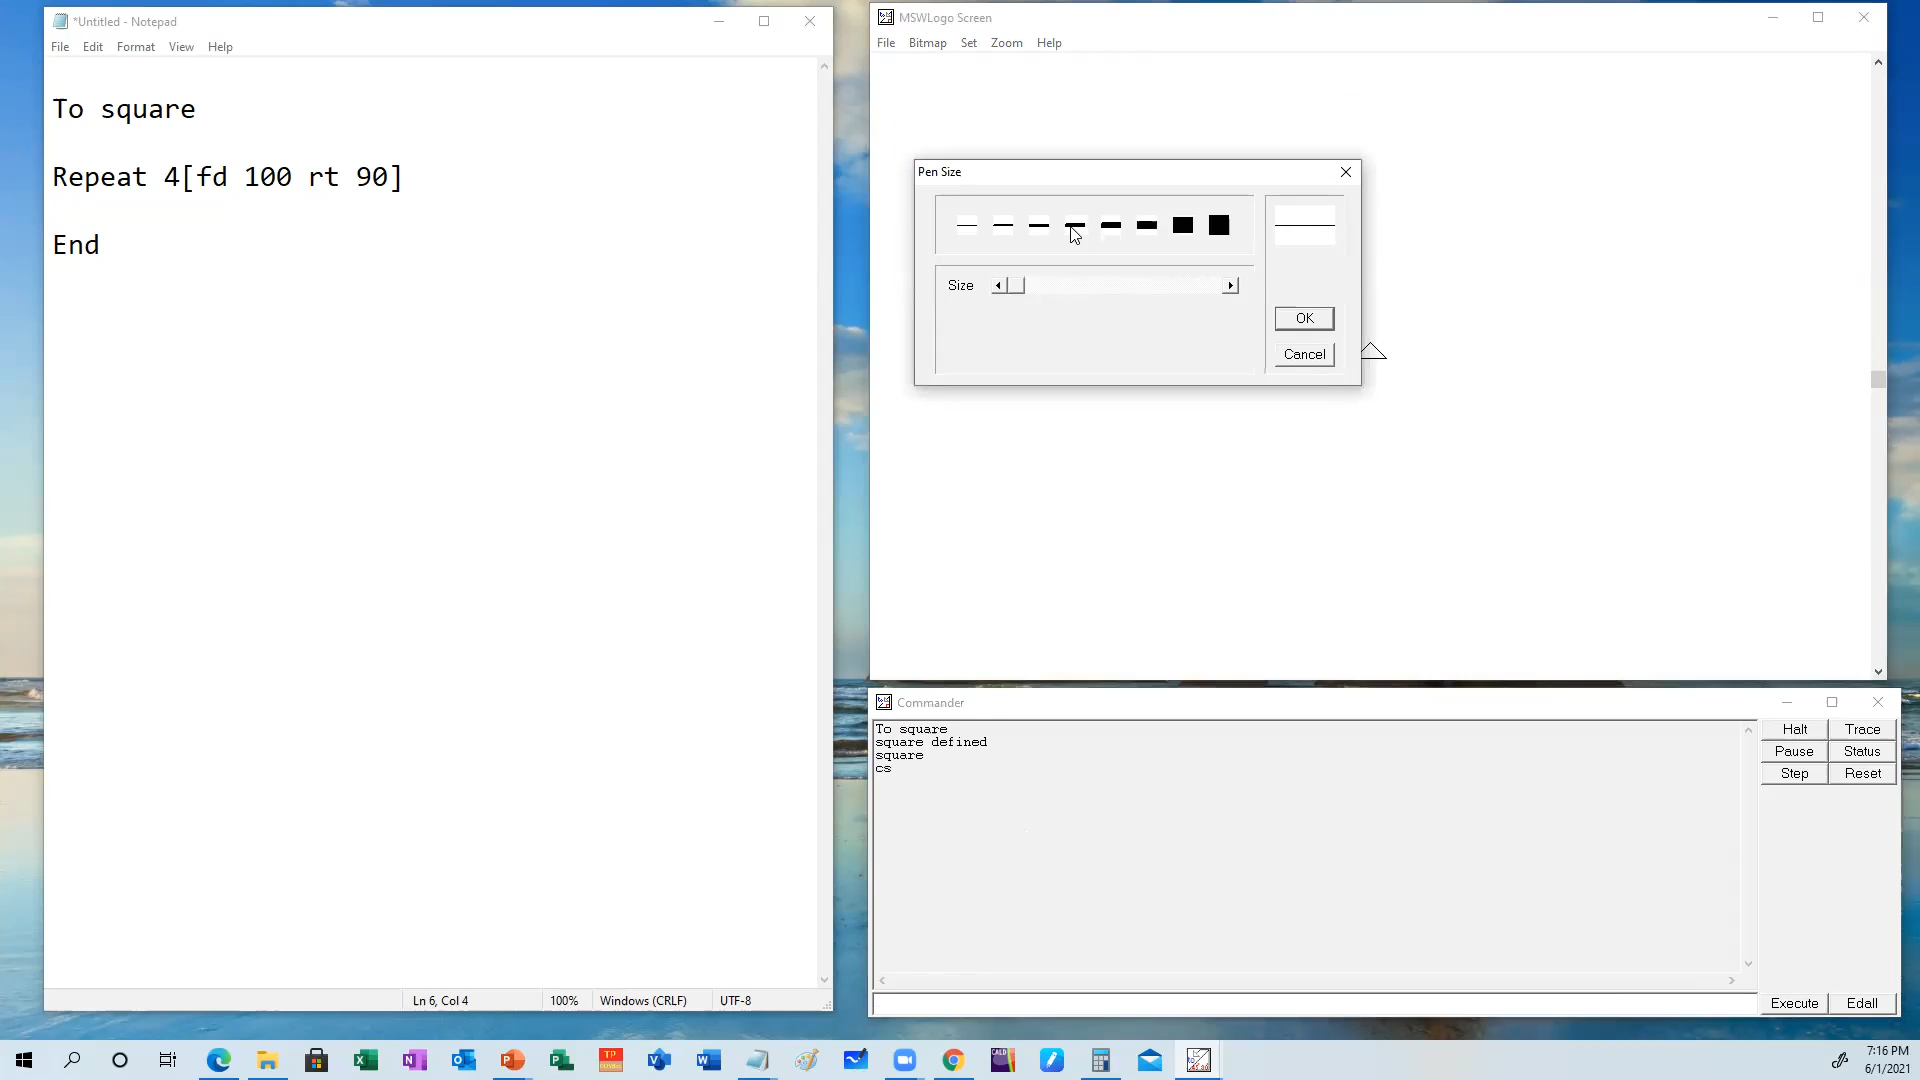 *Untitled - Notepad
File Edit Format View Help
To square
Repeat 4[fd 100 rt 90]
End
Ln 6, Col 4 100% Windows (CRLF) UTF-8
MSWLogo Screen
File Bitmap Set Zoom Help
Pen Size
Size
OK
Cancel
Commander
To square
square defined
square
cs
Halt Trace
Pause Status
Step Reset
Execute Edall
TP
CALD
7:16 PM
6/1/2021